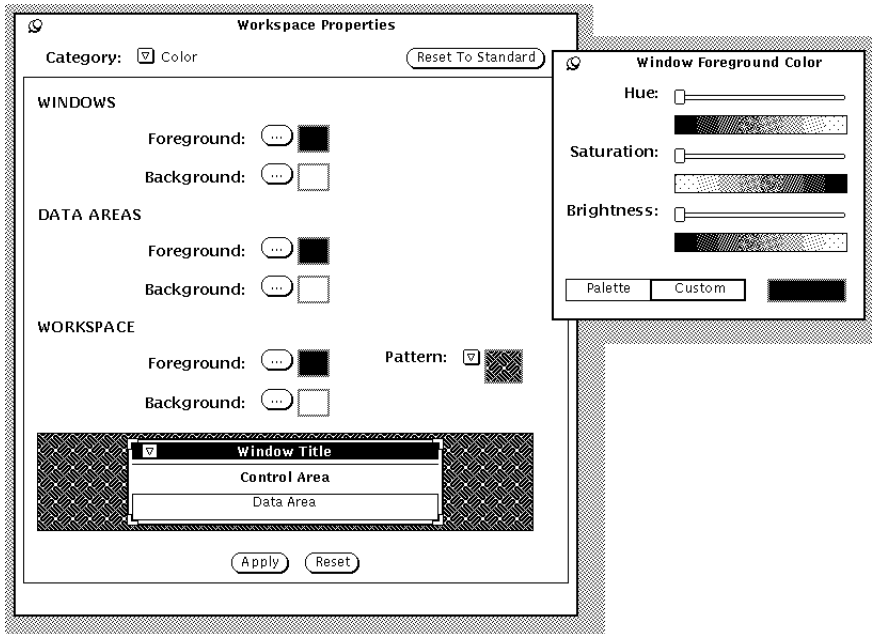 Workspace Properties
Category: Color
Reset To Standard
WINDOWS
Foreground: ...
Background: ...
DATA AREAS
Foreground: ...
Background: ...
WORKSPACE
Foreground: ...
Pattern:
Background: ...
Window Title
Control Area
Data Area
Apply Reset
Window Foreground Color
Hue:
Saturation:
Brightness:
Palette Custom